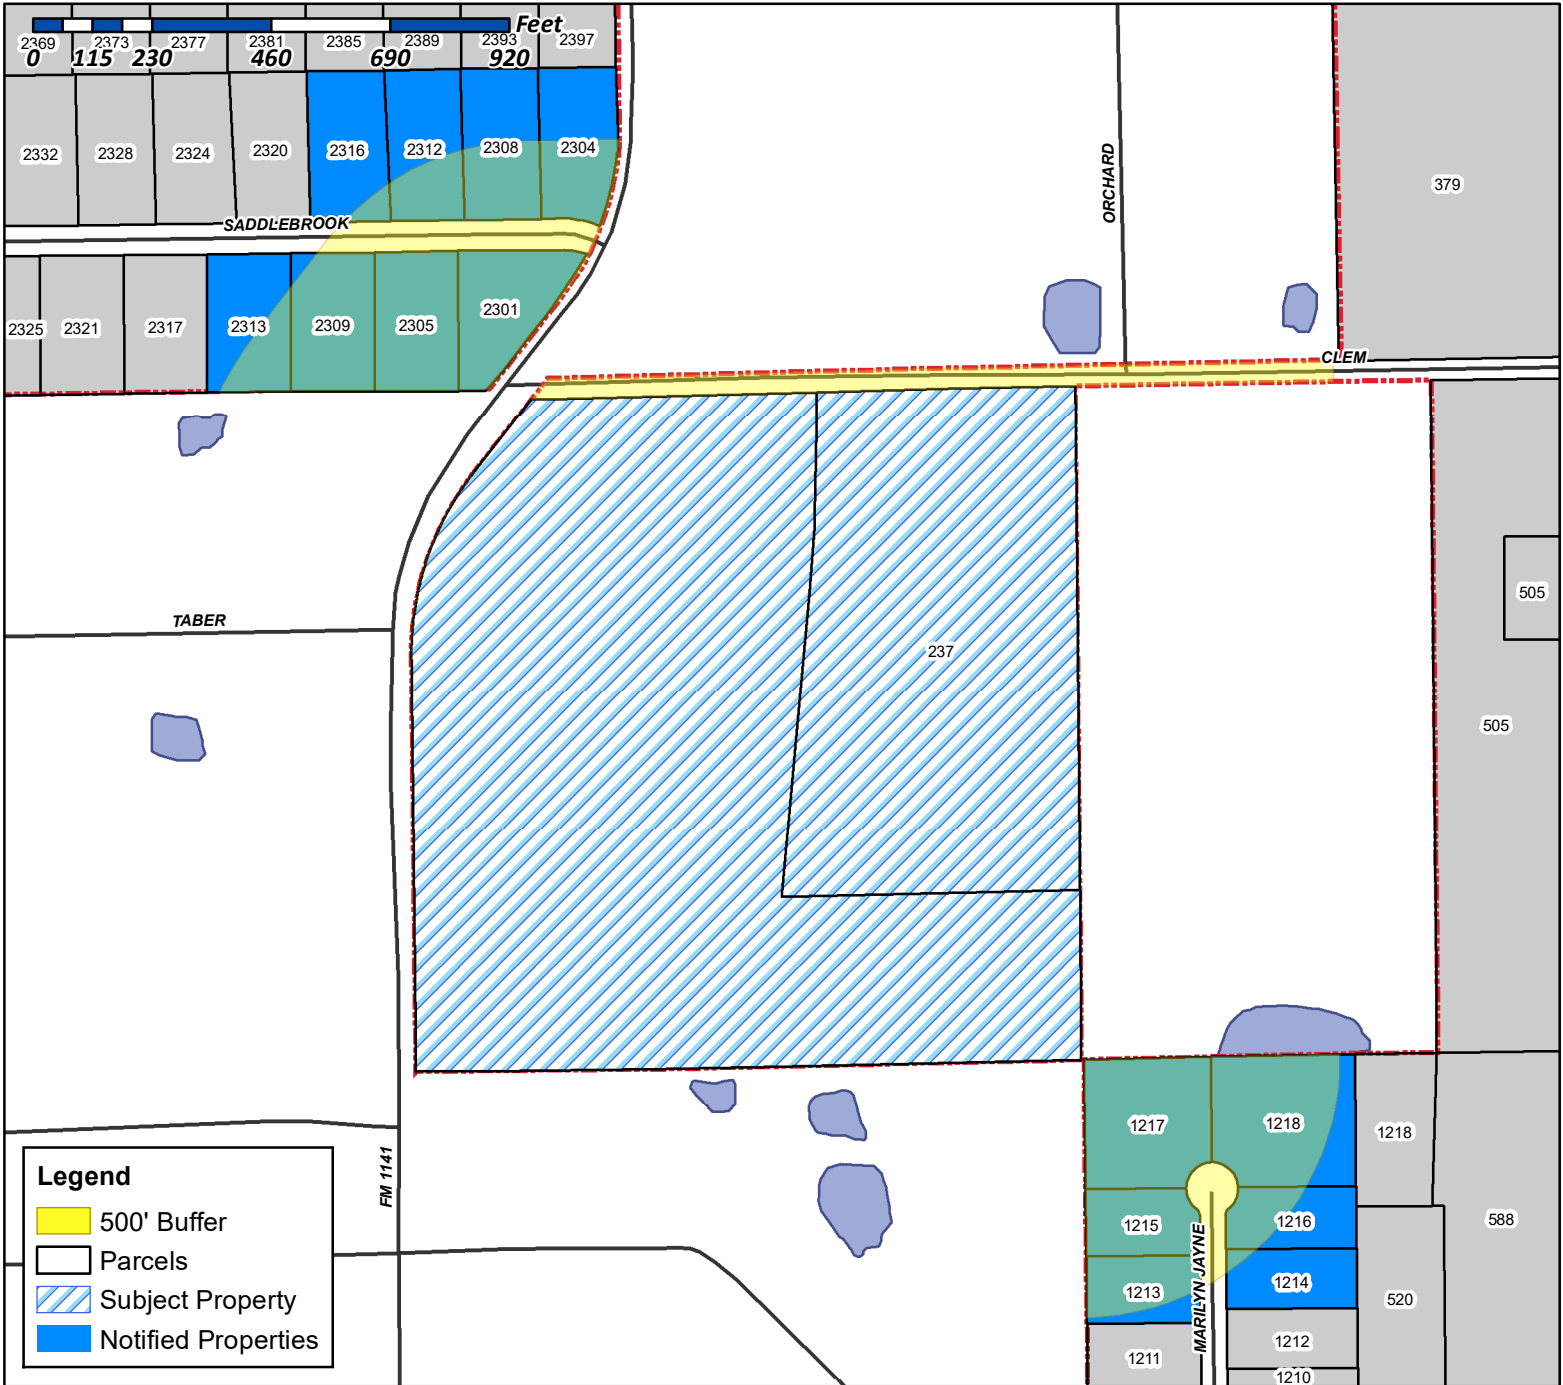 Feet
2369 2373 2377 2381 2385 2389 2393 2397
0 115 230 460 690 920
2332 2328 2324 2320 2316 2312 2308 2304
SADDLEBROOK
2325 2321 2317 2313 2309 2305 2301
ORCHARD
379
CLEM
505
TABER
237
505
1217 1218 1218
FM 1141
1215 1216 588
MARILYN JAYNE
1213 1214 520
1211 1212
1210
Legend
500' Buffer
Parcels
Subject Property
Notified Properties